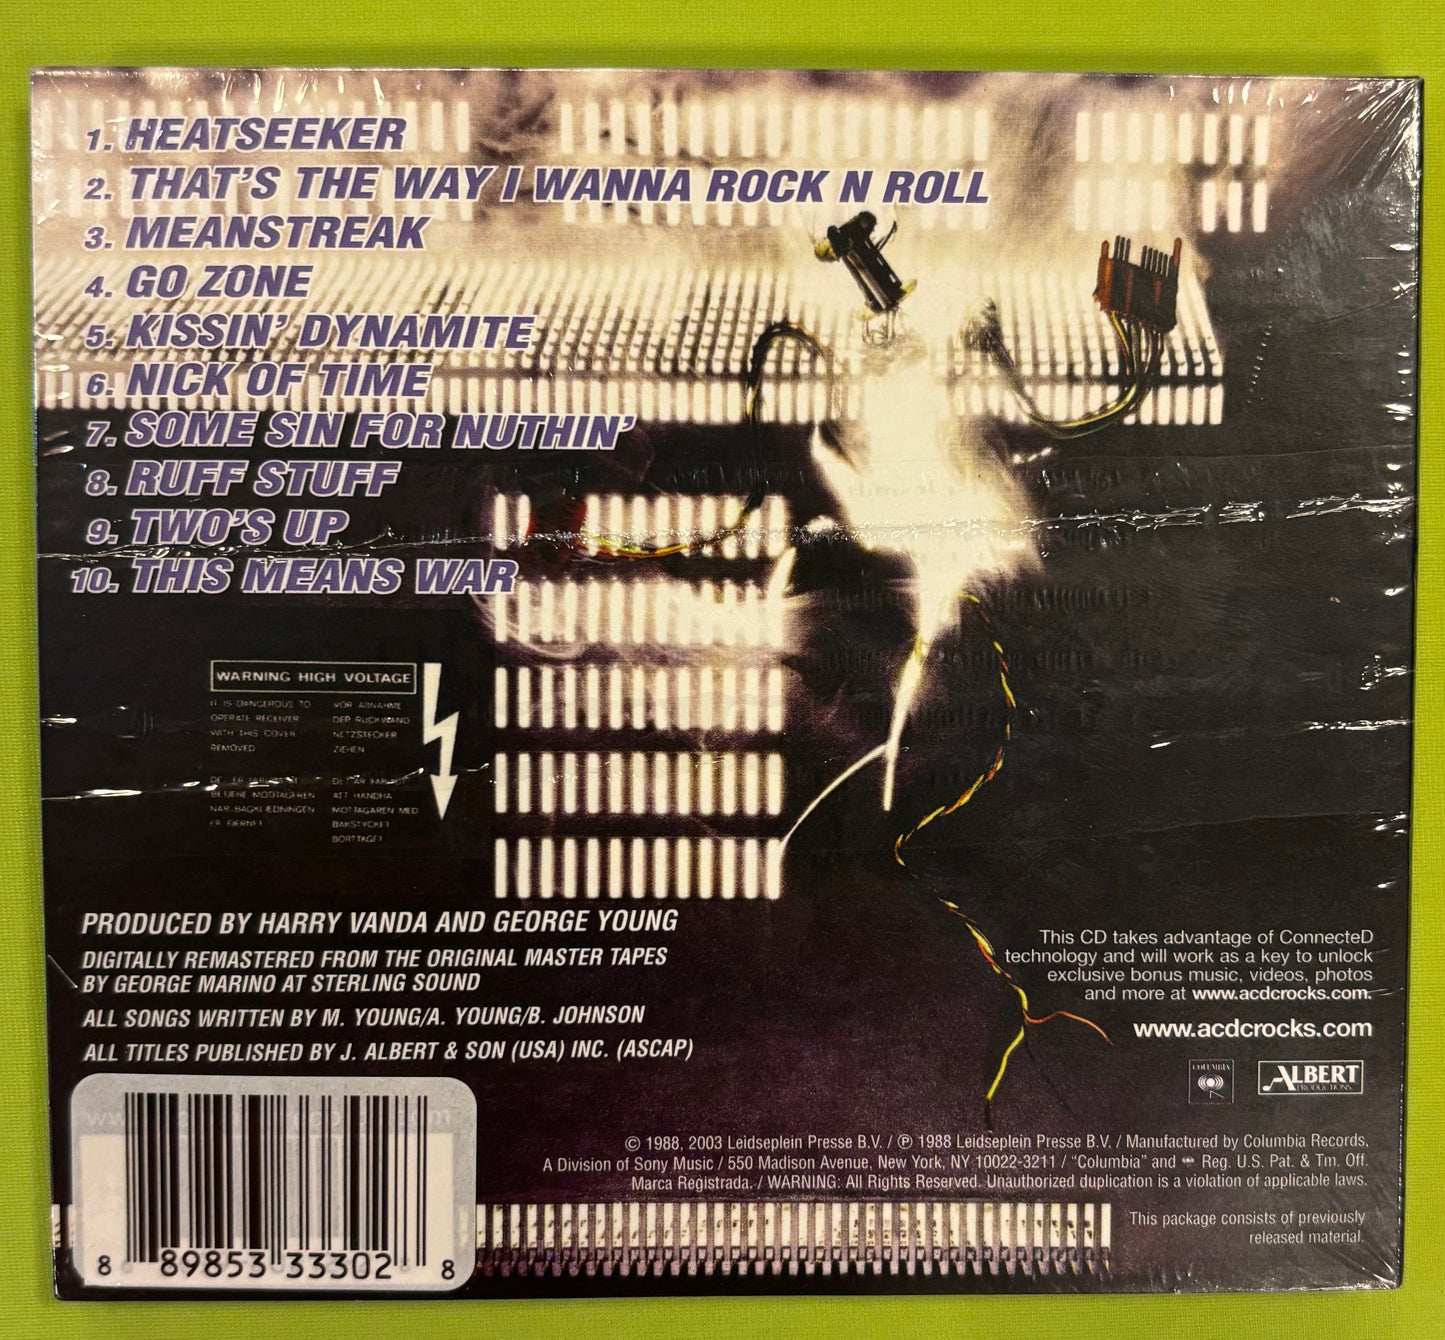 1. HEATSEEKER
2. THAT'S THE WAY I WANNA ROCK N ROLL
3. MEANSTREAK
4. GO ZONE
5. KISSIN' DYNAMITE
6. NICK OF TIME
7. SOME SIN FOR NUTHIN'
8. RUFF STUFF
9. TWO'S UP
10. THIS MEANS WAR
WARNING HIGH VOLTAGE
IT IS DANGEROUS TO
OPERATE RECEIVER
WITH THIS COVER
REMOVED
VOR ABNAHME
DER RUCKWAND
NETZSTECKER
ZIEHEN
MODTAGEREN
ATT HANDHA
MOTTAGAREN MED
BAKSTYCKET
BORTTAGET
PRODUCED BY HARRY VANDA AND GEORGE YOUNG
DIGITALLY REMASTERED FROM THE ORIGINAL MASTER TAPES
BY GEORGE MARINO AT STERLING SOUND
ALL SONGS WRITTEN BY M. YOUNG/A. YOUNG/B. JOHNSON
ALL TITLES PUBLISHED BY J. ALBERT & SON (USA) INC. (ASCAP)
This CD takes advantage of ConnecteD
technology and will work as a key to unlock
exclusive bonus music, videos, photos
and more at www.acdcrocks.com.
www.acdcrocks.com
COLUMBIA
ALBERT
PRODUCTIONS
© 1988, 2003 Leidseplein Presse B.V. / ℗ 1988 Leidseplein Presse B.V. / Manufactured by Columbia Records,
A Division of Sony Music / 550 Madison Avenue, New York, NY 10022-3211 / "Columbia" and Reg. U.S. Pat. & Tm. Off.
Marca Registrada. / WARNING: All Rights Reserved. Unauthorized duplication is a violation of applicable laws.
This package consists of previously
released material.
8 89853 33302 8